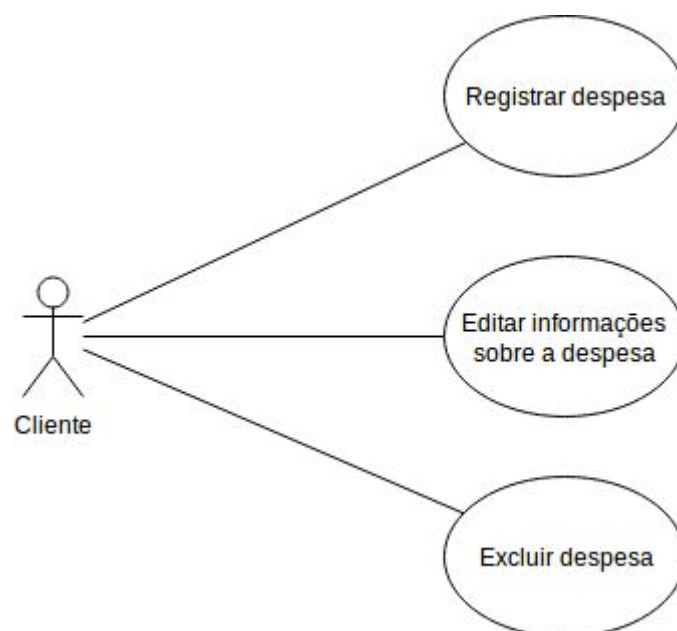 Registrar despesa
Editar informações
sobre a despesa
Cliente
Excluir despesa